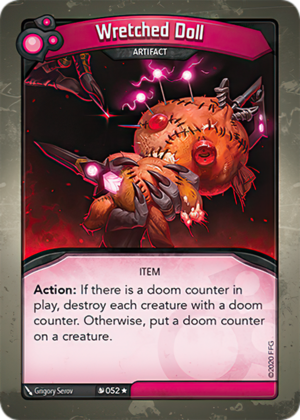 Wretched Doll
ARTIFACT
ITEM
Action: If there is a doom counter in
play, destroy each creature with a doom
counter. Otherwise, put a doom counter
on a creature.
Grigory Serov
052 ★
©2020 FFG